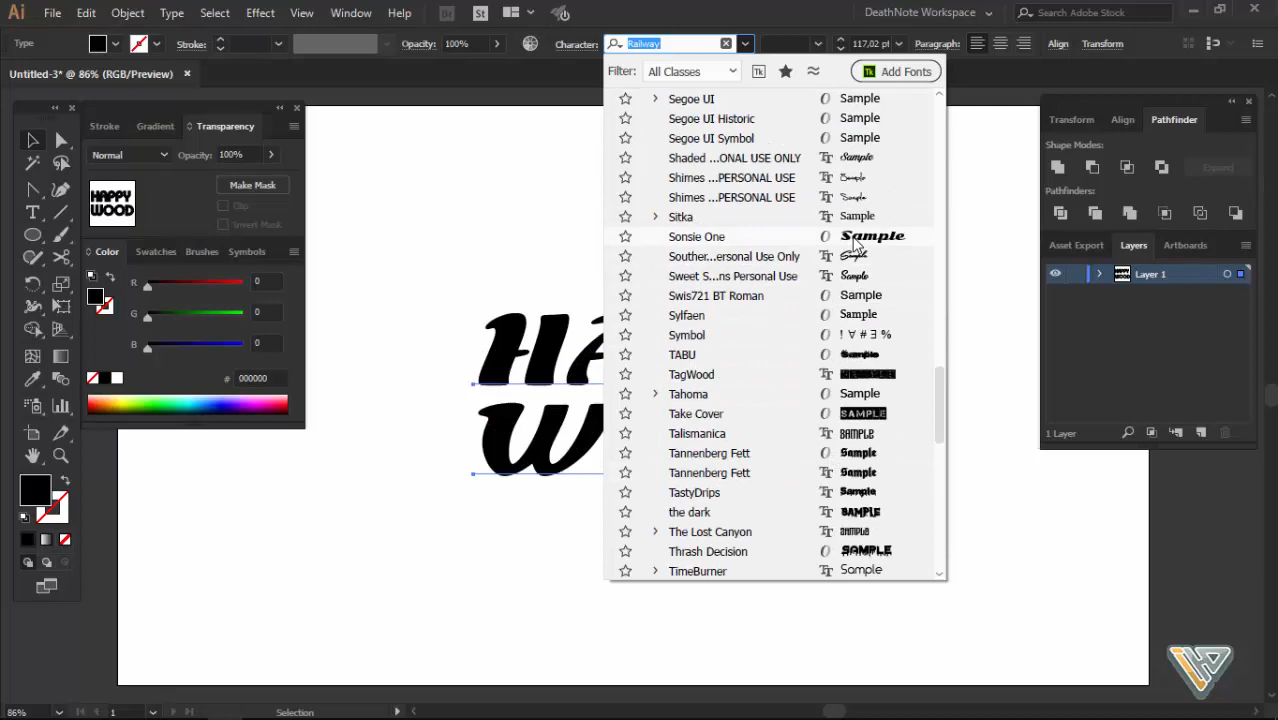 Ai File Edit Object Type Select Effect View Window Help Br St DeathNote Workspace Search Adobe Stock
Type Stroke: Opacity: 100% Character: Railway 117,02 pt Paragraph: Align Transform
Untitled-3* @ 86% (RGB/Preview)
Filter: All Classes Tk Tk Add Fonts
Stroke Gradient Transparency
Normal Opacity: 100%
HAPPY
WOOD
Make Mask
Clip
Invert Mask
Color Swatches Brushes Symbols
R 0
G 0
B 0
# 000000
HA
W
Segoe UI O Sample
Segoe UI Historic O Sample
Segoe UI Symbol O Sample
Shaded ...ONAL USE ONLY Sample
Shimes ...PERSONAL USE Sample
Shimes ...PERSONAL USE Sample
Sitka Sample
Sonsie One O Sample
Souther...ersonal Use Only Sample
Sweet S...ns Personal Use Sample
Swis721 BT Roman O Sample
Sylfaen O Sample
Symbol O ! ∀ # ∃ %
TABU O Sample
TagWood
Tahoma O Sample
Take Cover O SAMPLE
Talismanica SAMPLE
Tannenberg Fett O Sample
Tannenberg Fett O Sample
TastyDrips Sample
the dark SAMPLE
The Lost Canyon SAMPLE
Thrash Decision O SAMPLE
TimeBurner Sample
Transform Align Pathfinder
Shape Modes:
Expand
Pathfinders:
Asset Export Layers Artboards
Layer 1
1 Layer
86% 1 Selection